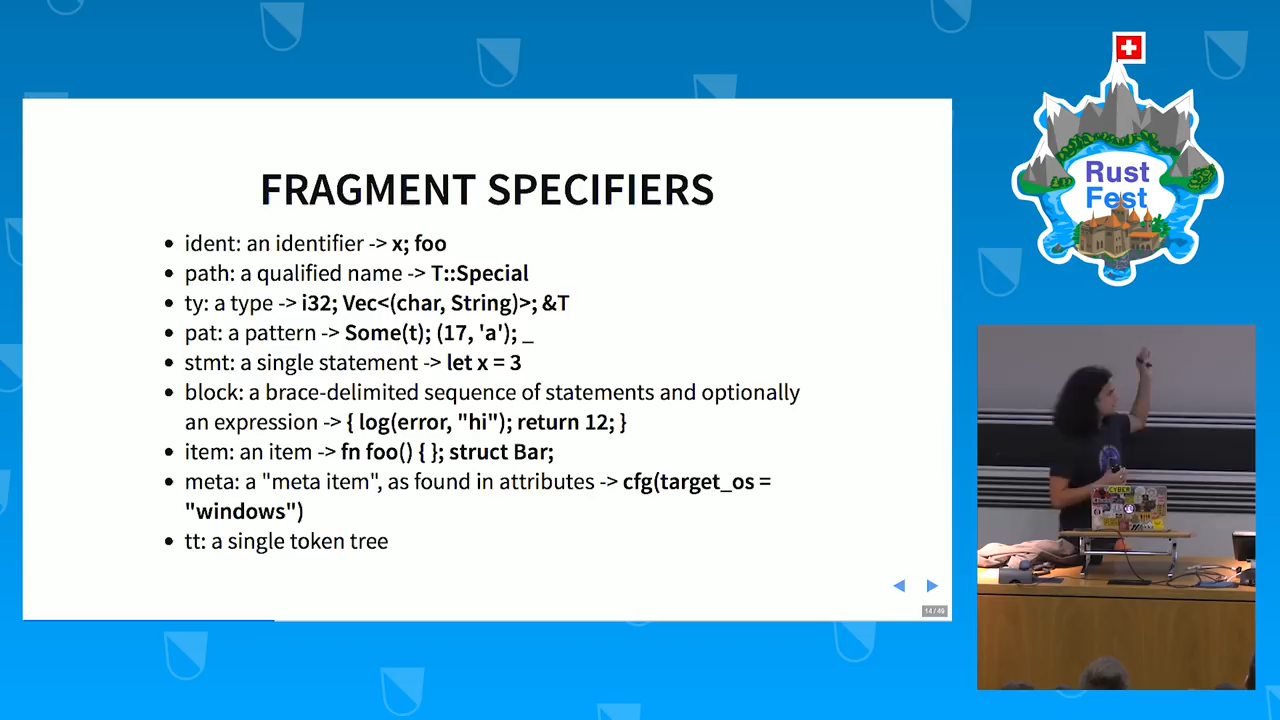 FRAGMENT SPECIFIERS
ident: an identifier -> x; foo
path: a qualified name -> T::Special
ty: a type -> i32; Vec<(char, String)>; &T
pat: a pattern -> Some(t); (17, 'a'); _
stmt: a single statement -> let x = 3
block: a brace-delimited sequence of statements and optionally
an expression -> { log(error, "hi"); return 12; }
item: an item -> fn foo() { }; struct Bar;
meta: a "meta item", as found in attributes -> cfg(target_os =
"windows")
tt: a single token tree
14 / 49
Rust
Fest
CYBER